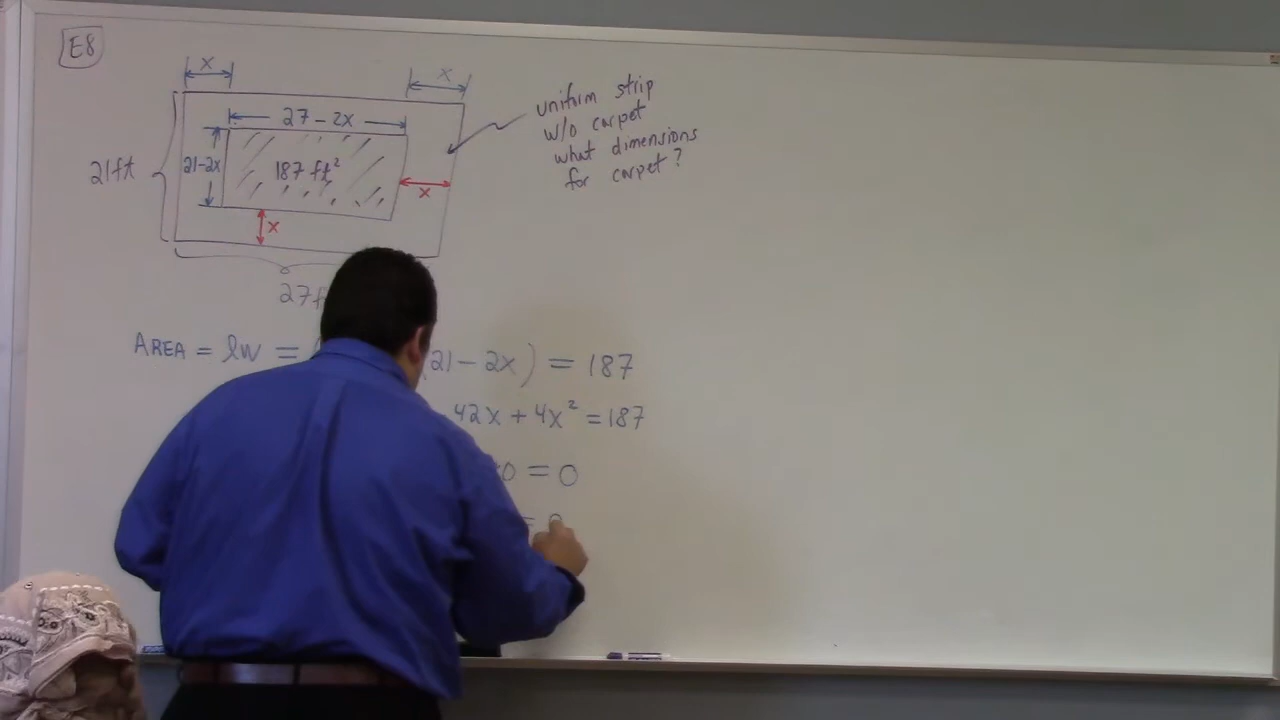 E8
x
x
27 - 2x
21ft
21-2x
187 ft²
x
x
27f
uniform strip
w/o carpet
what dimensions
for carpet?
AREA = lw = (21 - 2x) = 187
42x + 4x² = 187
0 = 0
=